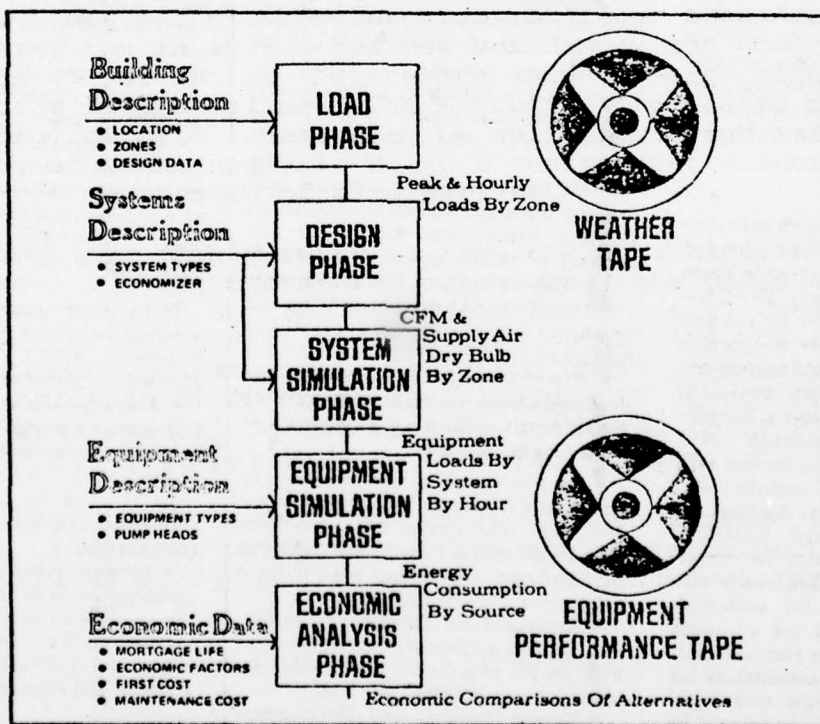 Building
Description
• LOCATION
• ZONES
• DESIGN DATA
LOAD
PHASE
Peak & Hourly
Loads By Zone
WEATHER
TAPE
Systems
Description
• SYSTEM TYPES
• ECONOMIZER
DESIGN
PHASE
CFM &
Supply Air
Dry Bulb
By Zone
SYSTEM
SIMULATION
PHASE
Equipment
Loads By
System
By Hour
Equipment
Description
• EQUIPMENT TYPES
• PUMP HEADS
EQUIPMENT
SIMULATION
PHASE
Energy
Consumption
By Source
EQUIPMENT
PERFORMANCE TAPE
Economic Data
• MORTGAGE LIFE
• ECONOMIC FACTORS
• FIRST COST
• MAINTENANCE COST
ECONOMIC
ANALYSIS
PHASE
Economic Comparisons Of Alternatives